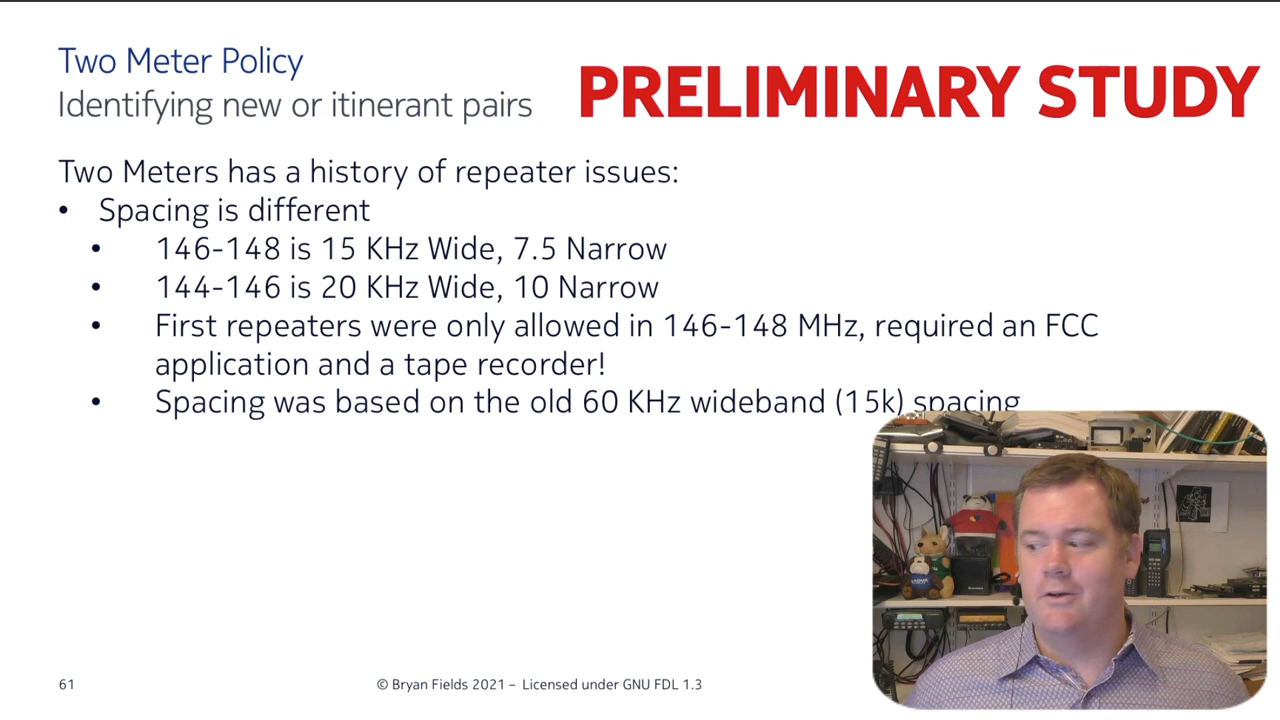 Two Meter Policy
Identifying new or itinerant pairs
PRELIMINARY STUDY
Two Meters has a history of repeater issues:
• Spacing is different
• 146-148 is 15 KHz Wide, 7.5 Narrow
• 144-146 is 20 KHz Wide, 10 Narrow
• First repeaters were only allowed in 146-148 MHz, required an FCC
application and a tape recorder!
• Spacing was based on the old 60 KHz wideband (15k) spacing
61
© Bryan Fields 2021 – Licensed under GNU FDL 1.3